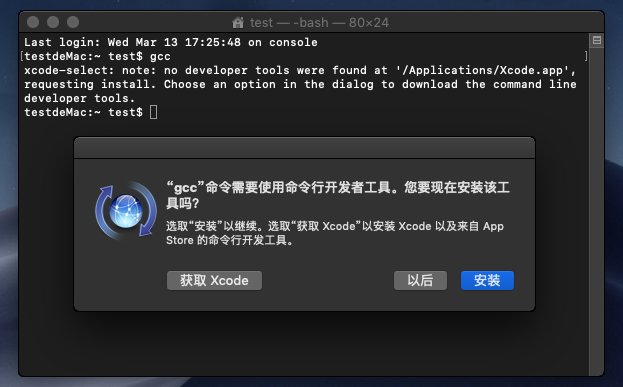 test — -bash — 80×24
Last login: Wed Mar 13 17:25:48 on console
[testdeMac:~ test$ gcc ]
xcode-select: note: no developer tools were found at '/Applications/Xcode.app',
requesting install. Choose an option in the dialog to download the command line
developer tools.
testdeMac:~ test$
“gcc”命令需要使用命令行开发者工具。您要现在安装该工
具吗?
选取“安装”以继续。选取“获取 Xcode”以安装 Xcode 以及来自 App
Store 的命令行开发工具。
获取 Xcode 以后 安装